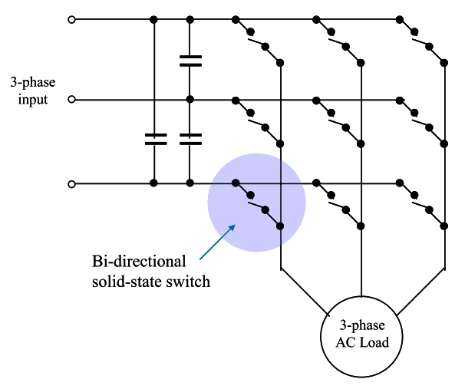 3-phase
input
Bi-directional
solid-state switch
3-phase
AC Load